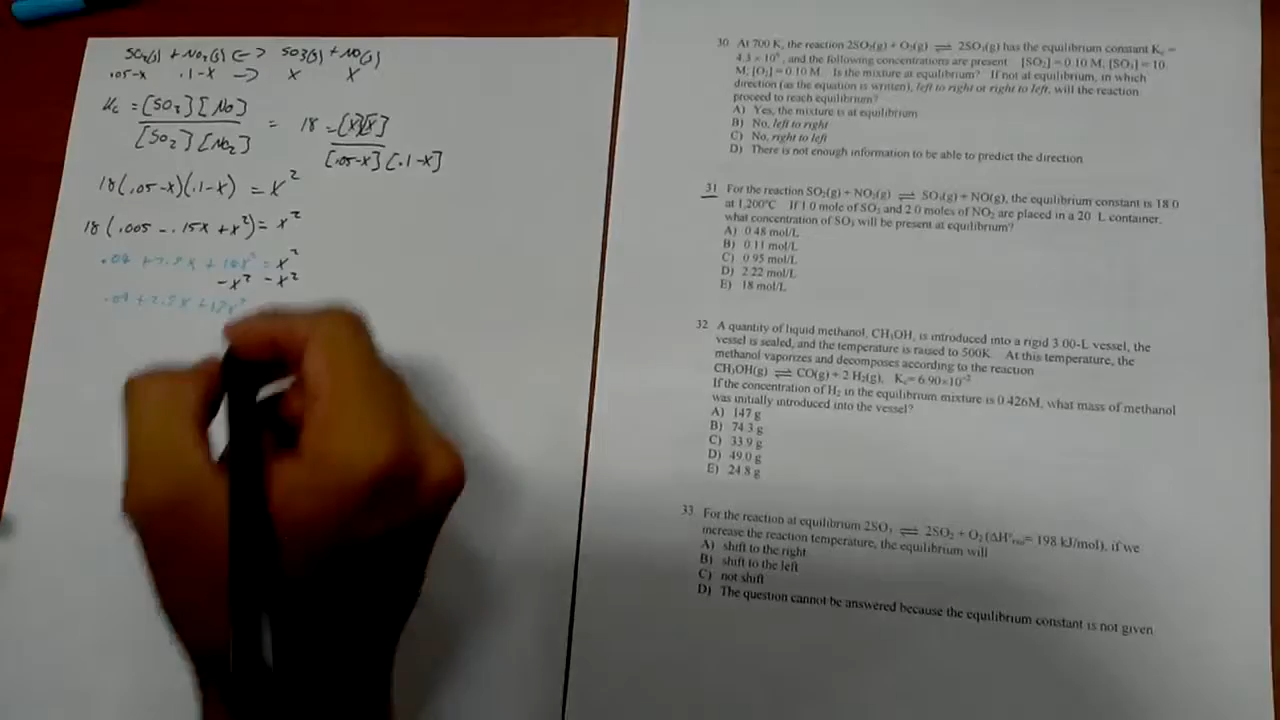 SO2(g) + NO2(g) <=> SO3(g) + NO(g)
.05-x .1-x -> x x
Kc = [SO3][NO] / [SO2][NO2] = 18 = [x][x] / [.05-x][.1-x]
18(.05-x)(.1-x) = x²
18(.005 - .15x + x²) = x²
.09 + 2.9x + 18x² = x²
-x² -x²
.09 + 2.9x + 17x²
30 At 700 K, the reaction 2SO2(g) + O2(g) ⇌ 2SO3(g) has the equilibrium constant Kc =
4.3 × 10⁶, and the following concentrations are present [SO2] = 0.10 M, [SO3] = 10
M, [O2] = 0.10 M. Is the mixture at equilibrium? If not at equilibrium, in which
direction (as the equation is written), left to right or right to left, will the reaction
proceed to reach equilibrium?
A) Yes, the mixture is at equilibrium
B) No, left to right
C) No, right to left
D) There is not enough information to be able to predict the direction
31 For the reaction SO2(g) + NO2(g) ⇌ SO3(g) + NO(g), the equilibrium constant is 18.0
at 1,200°C If 1.0 mole of SO2 and 2.0 moles of NO2 are placed in a 20 L container,
what concentration of SO3 will be present at equilibrium?
A) 0.48 mol/L
B) 0.11 mol/L
C) 0.95 mol/L
D) 2.22 mol/L
E) 18 mol/L
32 A quantity of liquid methanol, CH3OH, is introduced into a rigid 3.00-L vessel, the
vessel is sealed, and the temperature is raised to 500K At this temperature, the
methanol vaporizes and decomposes according to the reaction
CH3OH(g) ⇌ CO(g) + 2 H2(g), Kc = 6.90×10⁻²
If the concentration of H2 in the equilibrium mixture is 0.426M, what mass of methanol
was initially introduced into the vessel?
A) 147 g
B) 74.3 g
C) 33.9 g
D) 49.0 g
E) 24.8 g
33 For the reaction at equilibrium 2SO3 ⇌ 2SO2 + O2 (ΔH°rxn = 198 kJ/mol), if we
increase the reaction temperature, the equilibrium will
A) shift to the right
B) shift to the left
C) not shift
D) The question cannot be answered because the equilibrium constant is not given